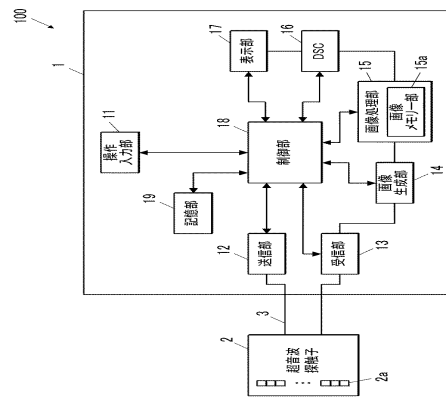 100
1
11
操作
入力部
19
記憶部
18
制御部
17
表示部
16
DSC
15
画像処理部
15a
画像
メモリー部
14
画像
生成部
12
送信部
13
受信部
3
2
超音波
探触子
2a